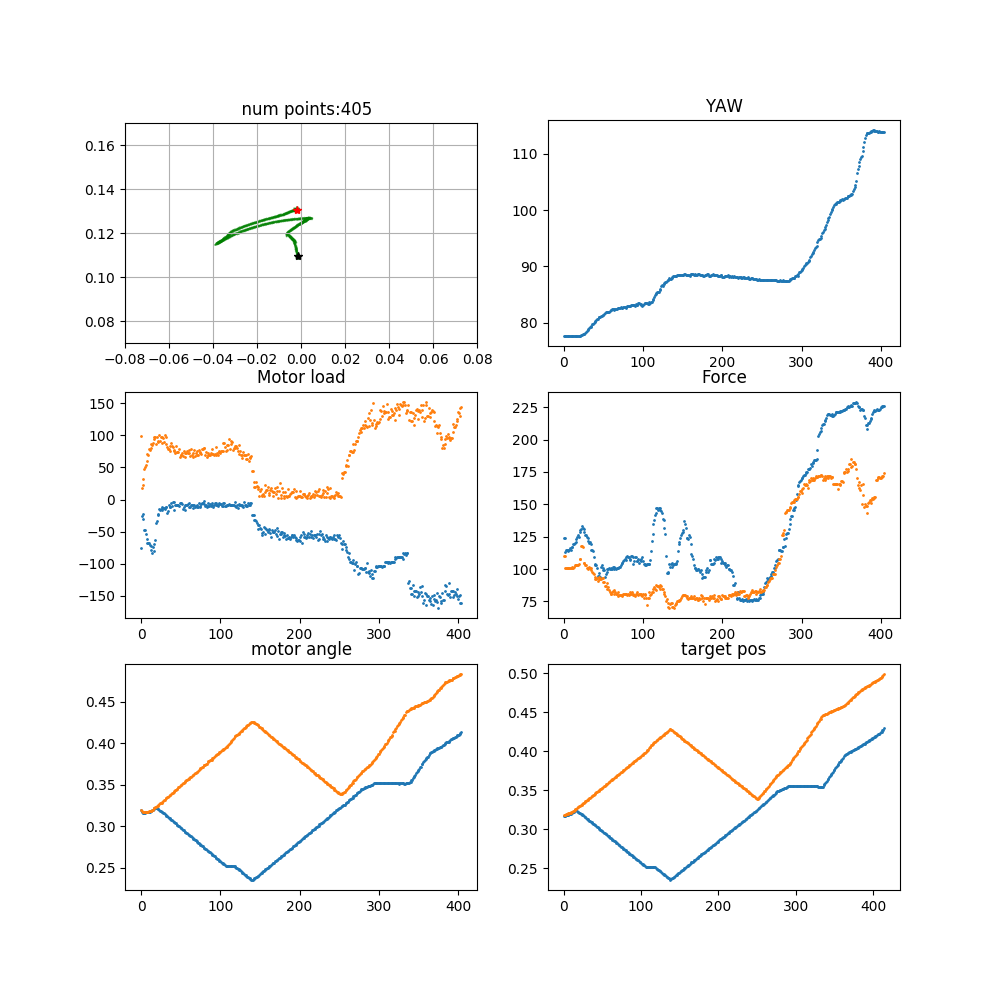 num points:405
0.16
0.14
0.12
0.10
0.08
−0.08 −0.06 −0.04 −0.02 0.00 0.02 0.04 0.06 0.08
YAW
110
100
90
80
0 100 200 300 400
Motor load
150
100
50
0
−50
−100
−150
0 100 200 300 400
Force
225
200
175
150
125
100
75
0 100 200 300 400
motor angle
0.45
0.40
0.35
0.30
0.25
0 100 200 300 400
target pos
0.50
0.45
0.40
0.35
0.30
0.25
0 100 200 300 400